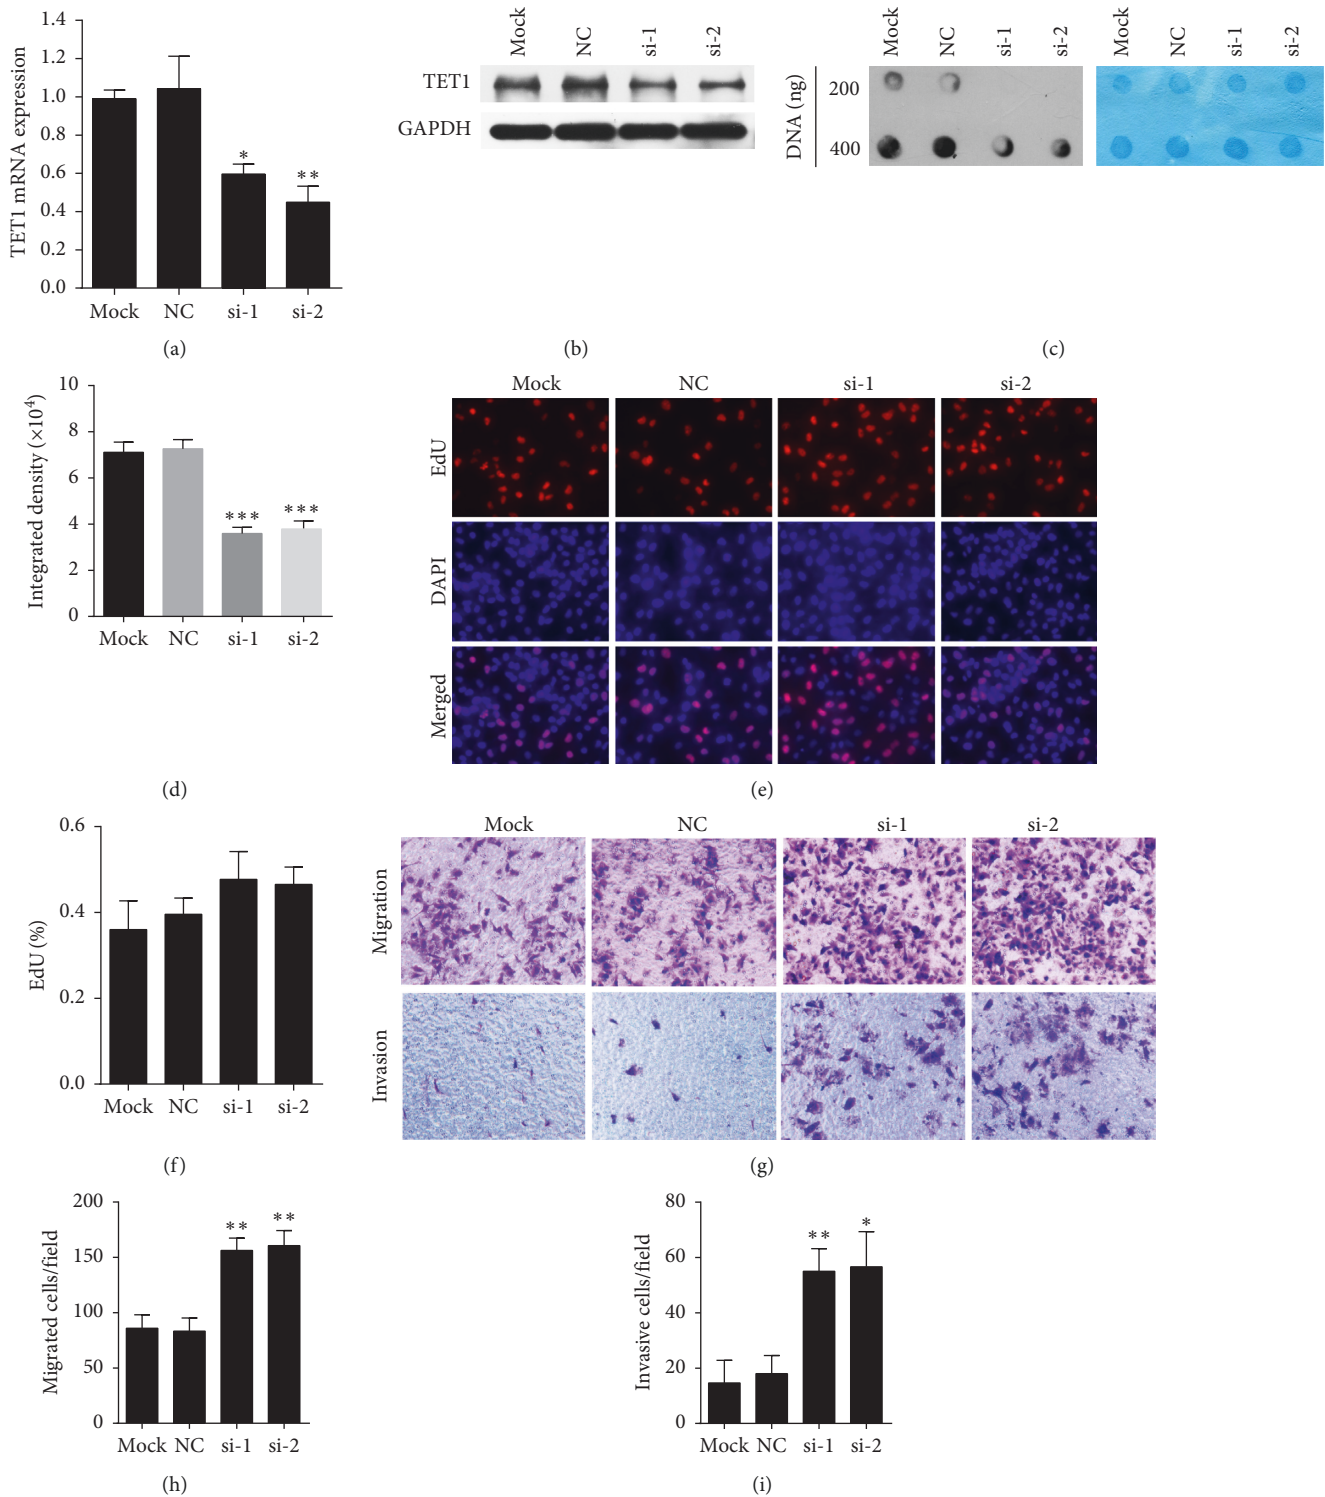 TET1 mRNA expression
1.4
1.2
1.0
0.8
0.6
0.4
0.2
0.0
*
**
Mock NC si-1 si-2
(a)
Mock NC si-1 si-2
TET1
GAPDH
(b)
Mock NC si-1 si-2 Mock NC si-1 si-2
DNA (ng)
200
400
(c)
Integrated density (×10⁴)
10
8
6
4
2
0
*** ***
Mock NC si-1 si-2
(d)
Mock NC si-1 si-2
EdU
DAPI
Merged
(e)
EdU (%)
0.6
0.4
0.2
0.0
Mock NC si-1 si-2
(f)
Mock NC si-1 si-2
Migration
Invasion
(g)
Migrated cells/field
200
150
100
50
0
** **
Mock NC si-1 si-2
(h)
Invasive cells/field
80
60
40
20
0
** *
Mock NC si-1 si-2
(i)